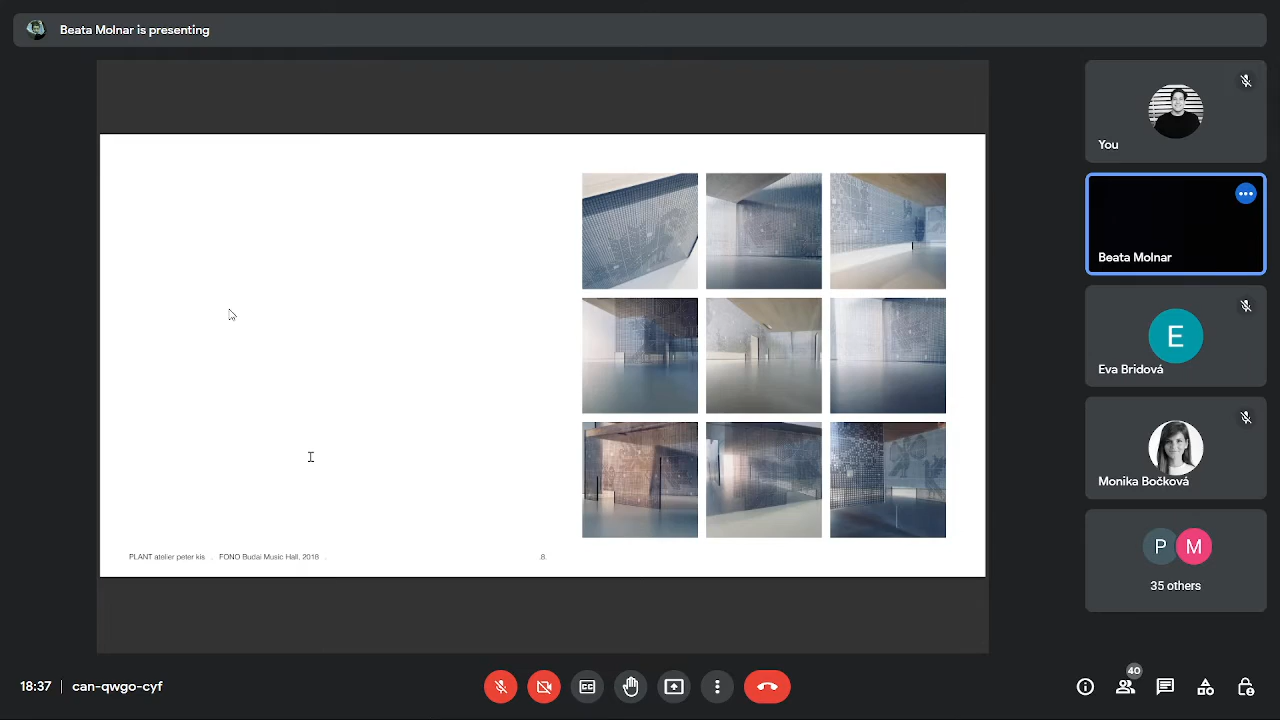 Beata Molnar is presenting
You
Beata Molnar
E
Eva Bridová
Monika Bočková
P M
35 others
PLANT atelier peter kis . FONO Budai Music Hall, 2018 .
.8.
18:37 | can-qwgo-cyf
CC
40